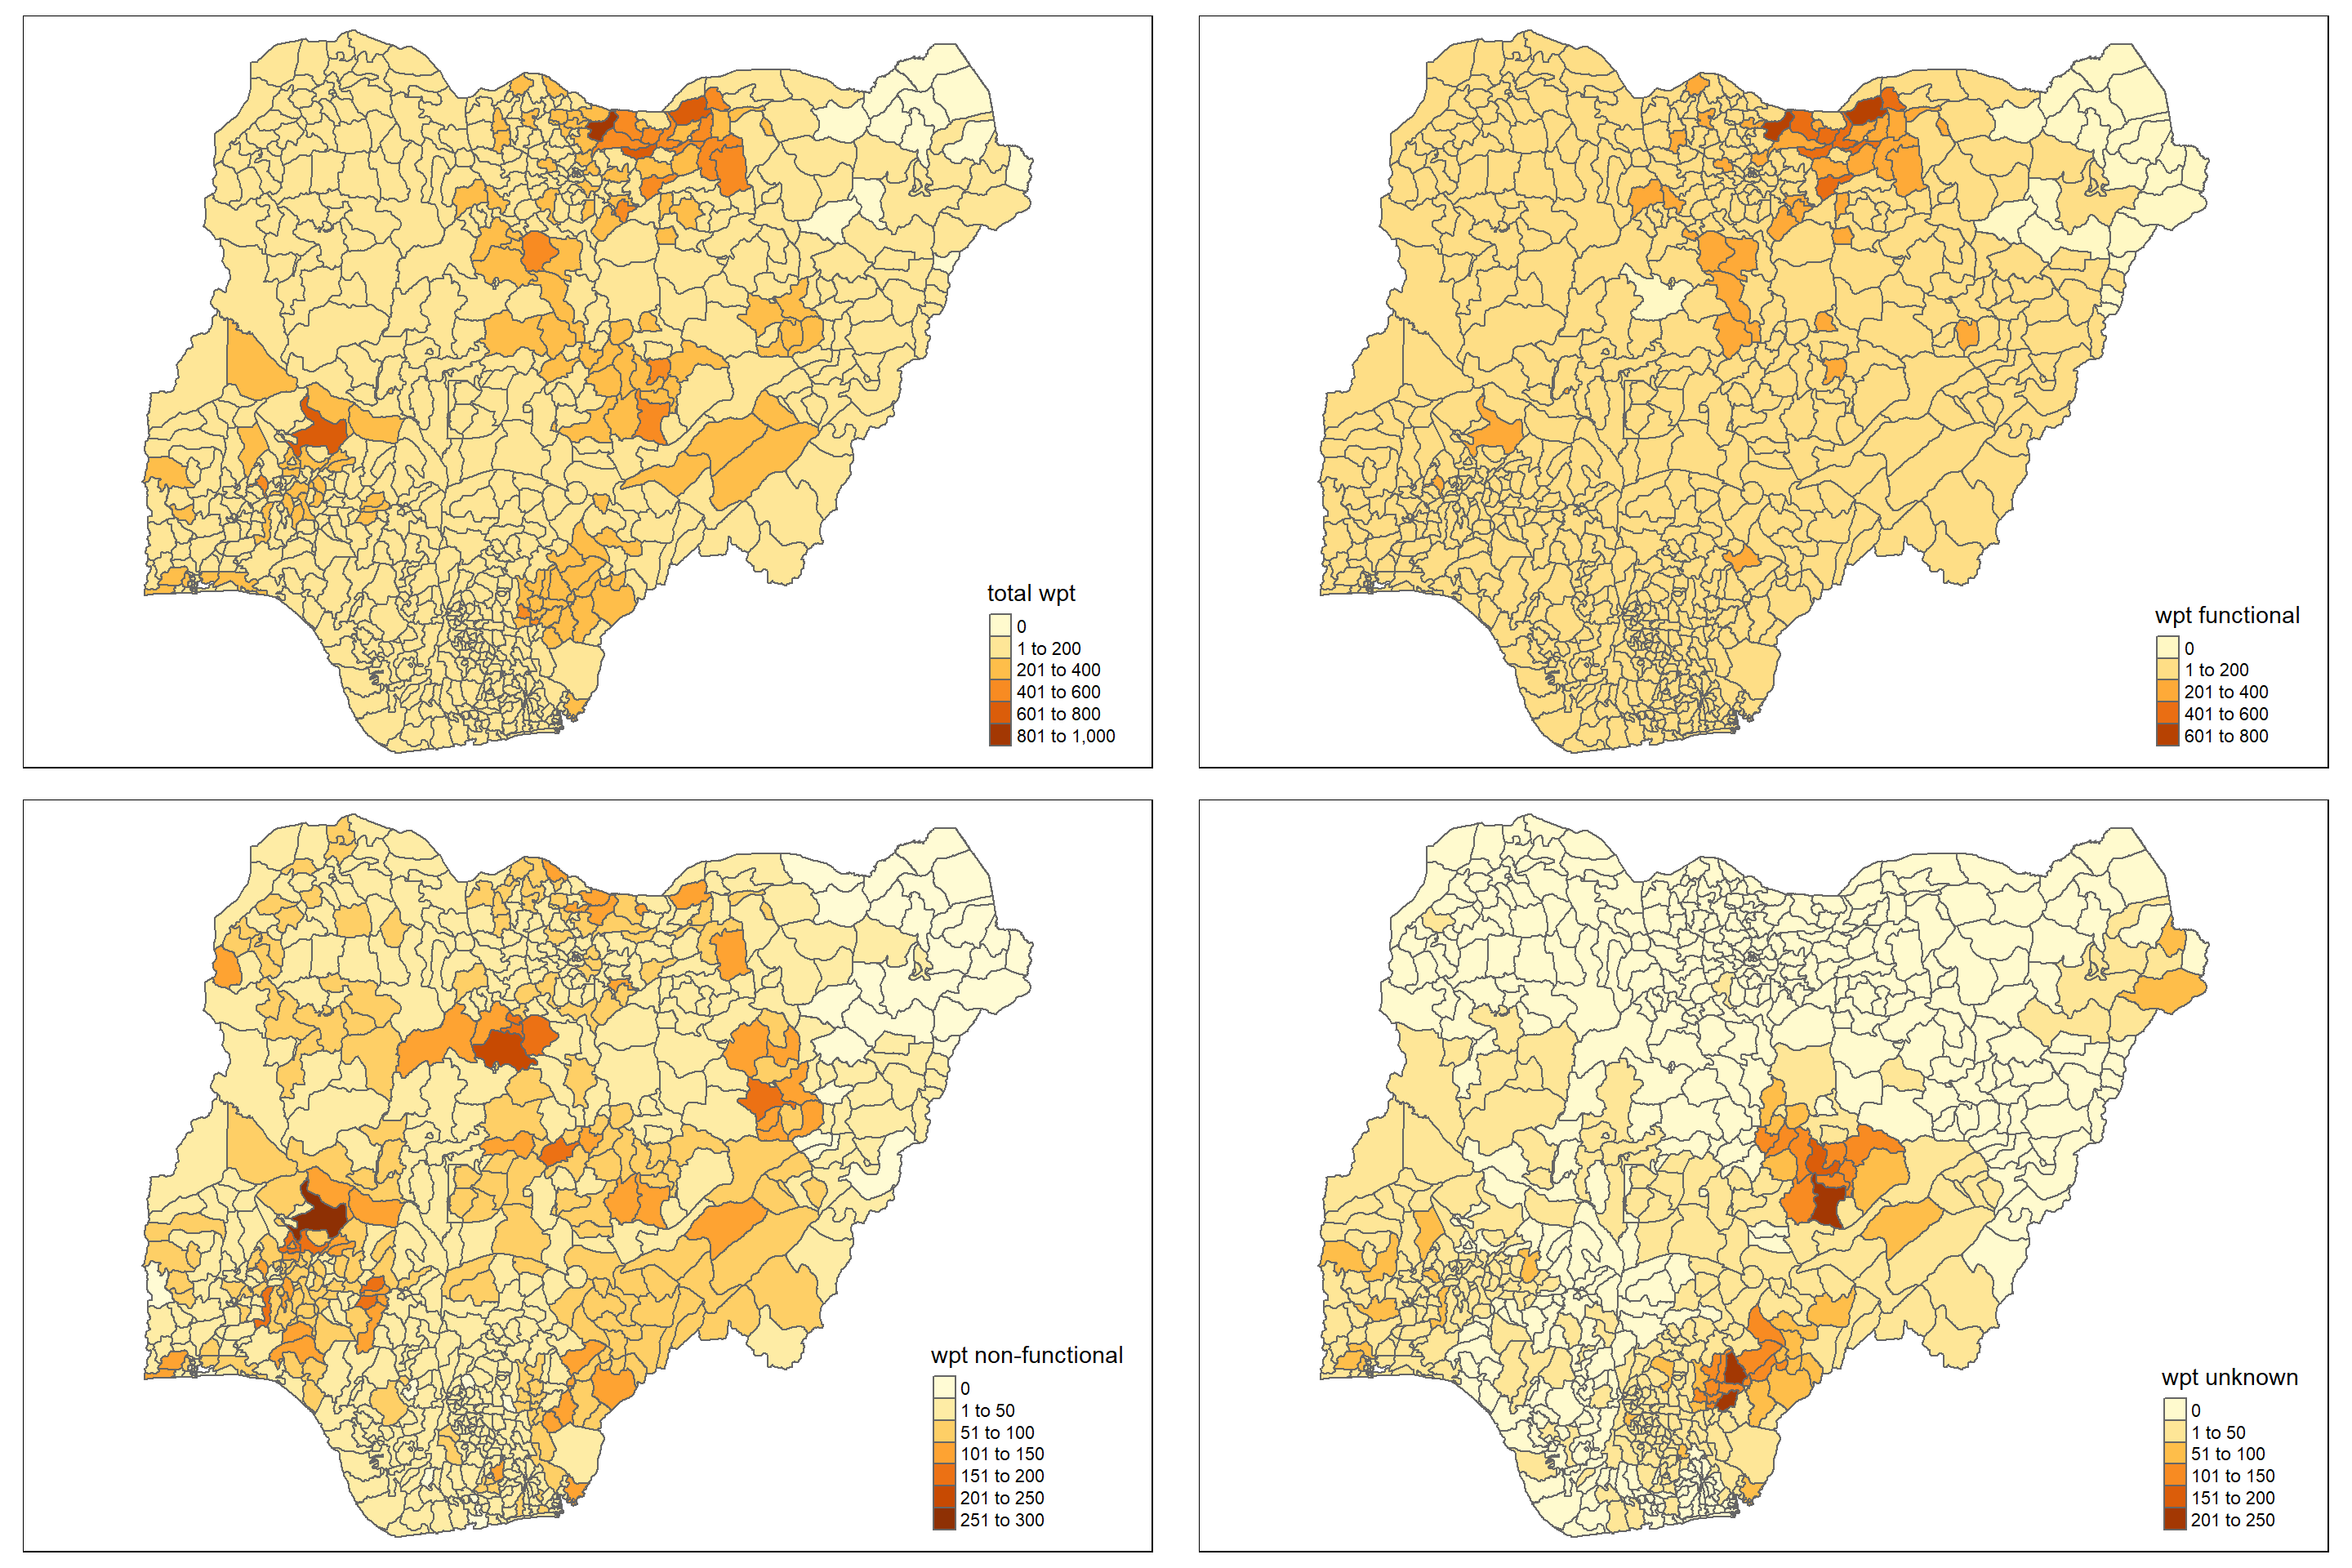 total wpt
0
1 to 200
201 to 400
401 to 600
601 to 800
801 to 1,000
wpt functional
0
1 to 200
201 to 400
401 to 600
601 to 800
wpt non-functional
0
1 to 50
51 to 100
101 to 150
151 to 200
201 to 250
251 to 300
wpt unknown
0
1 to 50
51 to 100
101 to 150
151 to 200
201 to 250